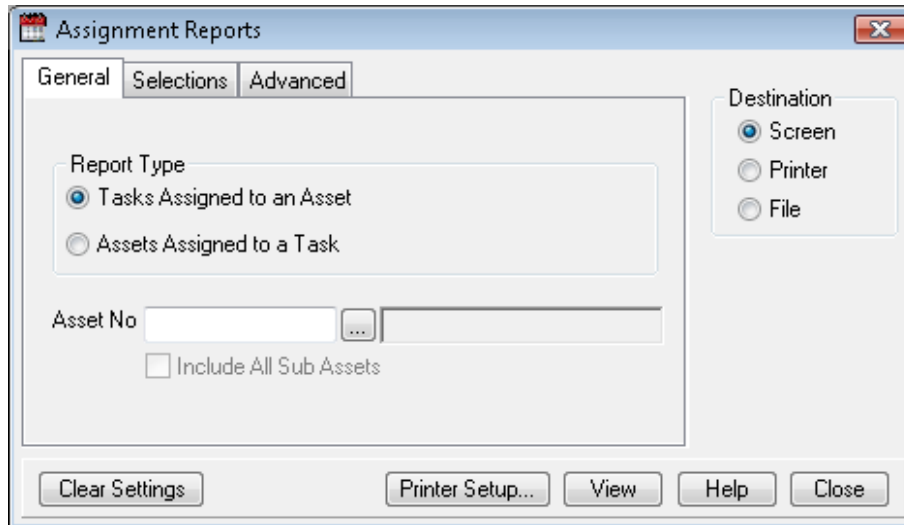 Assignment Reports
General Selections Advanced
Report Type
Tasks Assigned to an Asset
Assets Assigned to a Task
Asset No ...
Include All Sub Assets
Destination
Screen
Printer
File
Clear Settings Printer Setup... View Help Close